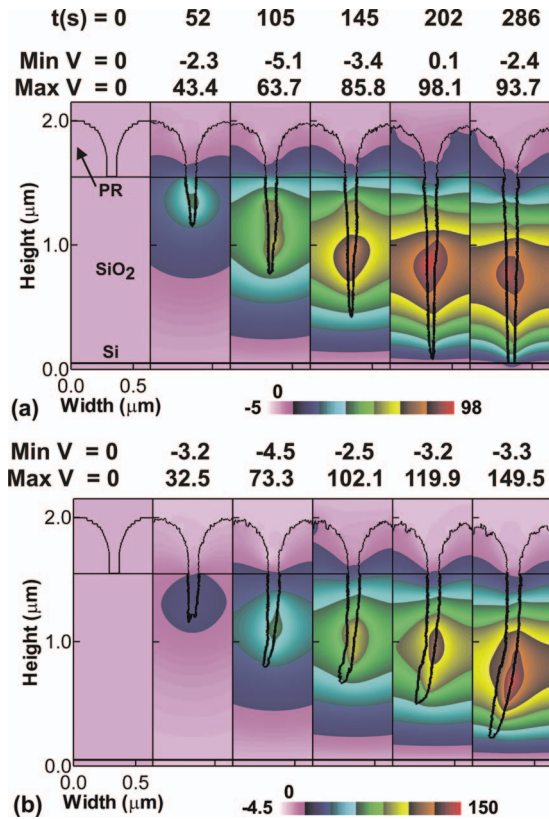 t(s) = 0 52 105 145 202 286
Min V = 0 -2.3 -5.1 -3.4 0.1 -2.4
Max V = 0 43.4 63.7 85.8 98.1 93.7
2.0
PR
1.0
Height (μm)
SiO2
Si
0.0
0.0 0.5
(a) Width (μm)
0
-5 98
Min V = 0 -3.2 -4.5 -2.5 -3.2 -3.3
Max V = 0 32.5 73.3 102.1 119.9 149.5
2.0
1.0
Height (μm)
0.0
0.0 0.5
(b) Width (μm)
0
-4.5 150